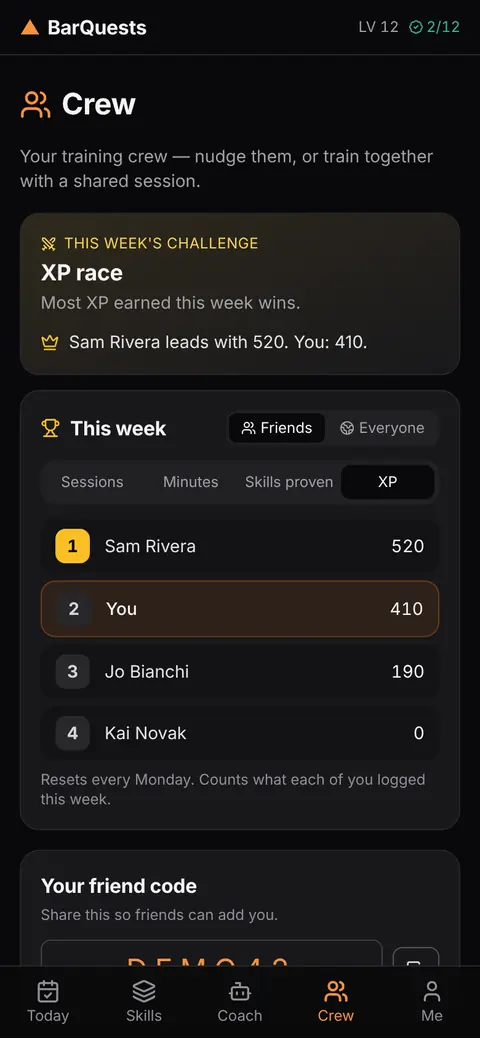 BarQuests
LV 12 2/12
Crew
Your training crew — nudge them, or train together
with a shared session.
THIS WEEK'S CHALLENGE
XP race
Most XP earned this week wins.
Sam Rivera leads with 520. You: 410.
This week
Friends Everyone
Sessions Minutes Skills proven XP
1 Sam Rivera 520
2 You 410
3 Jo Bianchi 190
4 Kai Novak 0
Resets every Monday. Counts what each of you logged
this week.
Your friend code
Share this so friends can add you.
Today Skills Coach Crew Me